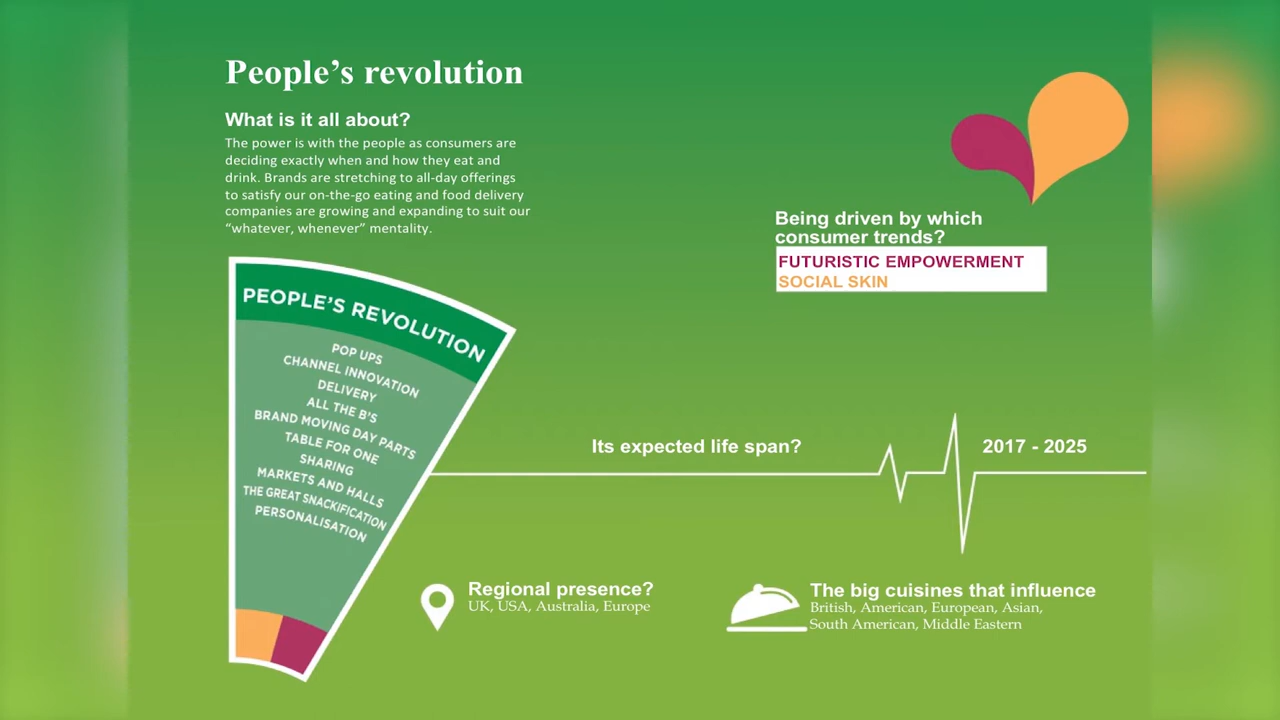 People’s revolution
What is it all about?
The power is with the people as consumers are
deciding exactly when and how they eat and
drink. Brands are stretching to all-day offerings
to satisfy our on-the-go eating and food delivery
companies are growing and expanding to suit our
“whatever, whenever” mentality.
Being driven by which
consumer trends?
FUTURISTIC EMPOWERMENT
SOCIAL SKIN
PEOPLE’S REVOLUTION
POP UPS
CHANNEL INNOVATION
DELIVERY
ALL THE B’S
BRAND MOVING DAY PARTS
TABLE FOR ONE
SHARING
MARKETS AND HALLS
THE GREAT SNACKIFICATION
PERSONALISATION
Its expected life span?
2017 - 2025
Regional presence?
UK, USA, Australia, Europe
The big cuisines that influence
British, American, European, Asian,
South American, Middle Eastern